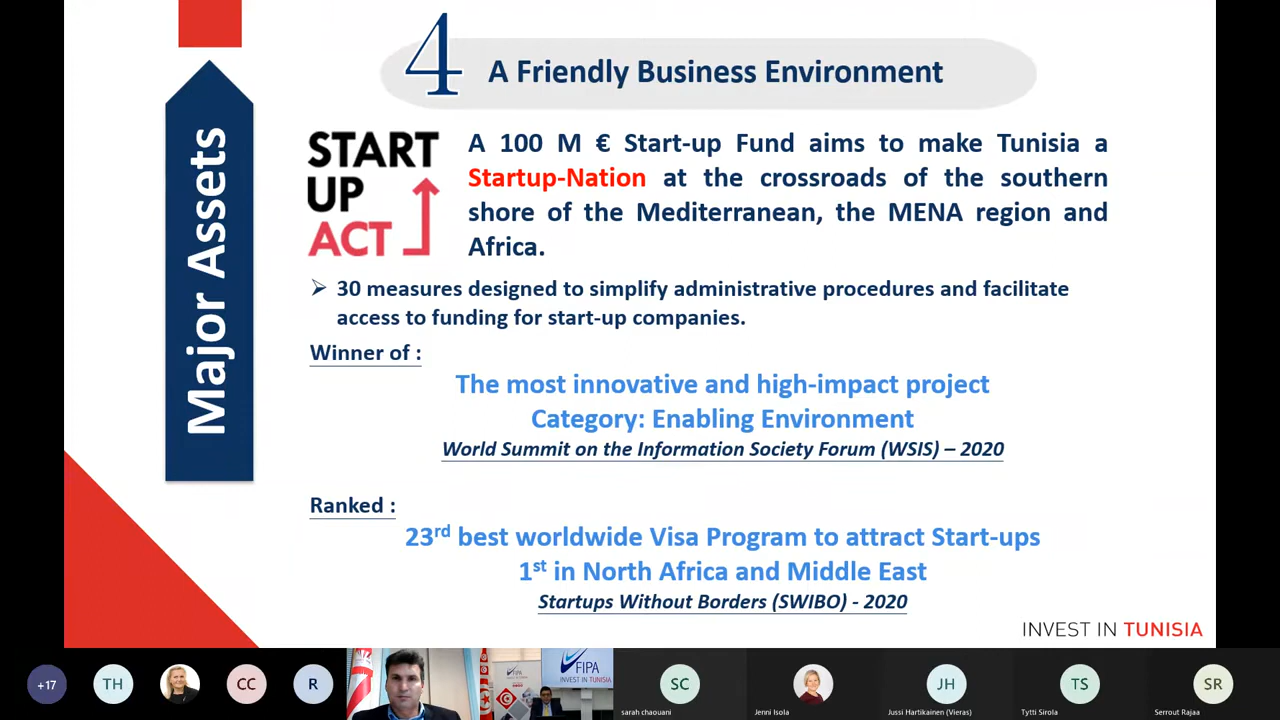 4 A Friendly Business Environment
Major Assets
START
UP
ACT
A 100 M € Start-up Fund aims to make Tunisia a
Startup-Nation at the crossroads of the southern
shore of the Mediterranean, the MENA region and
Africa.
➢ 30 measures designed to simplify administrative procedures and facilitate
access to funding for start-up companies.
Winner of :
The most innovative and high-impact project
Category: Enabling Environment
World Summit on the Information Society Forum (WSIS) – 2020
Ranked :
23rd best worldwide Visa Program to attract Start-ups
1st in North Africa and Middle East
Startups Without Borders (SWIBO) - 2020
INVEST IN TUNISIA
+17
TH
CC
R
FIPA
INVEST IN TUNISIA
SC
sarah chaouani
Jenni Isola
JH
Jussi Hartikainen (Vieras)
TS
Tytti Sirola
SR
Serrout Rajaa